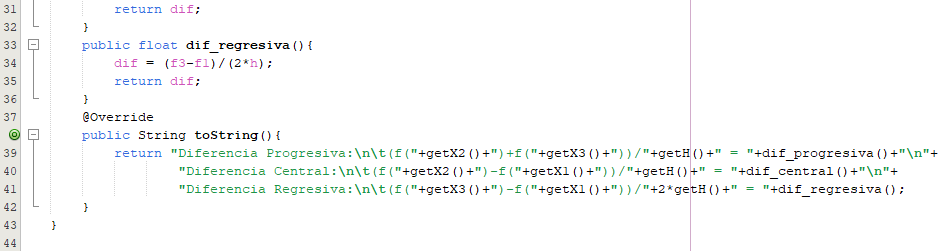 31 return dif;
32 }
33 public float dif_regresiva(){
34 dif = (f3-f1)/(2*h);
35 return dif;
36 }
37 @Override
public String toString(){
39 return "Diferencia Progresiva:\n\t(f("+getX2()+")+f("+getX3()+"))/"+getH()+" = "+dif_progresiva()+"\n"+
40 "Diferencia Central:\n\t(f("+getX2()+")-f("+getX1()+"))/"+getH()+" = "+dif_central()+"\n"+
41 "Diferencia Regresiva:\n\t(f("+getX3()+")-f("+getX1()+"))/"+2*getH()+" = "+dif_regresiva();
42 }
43 }
44